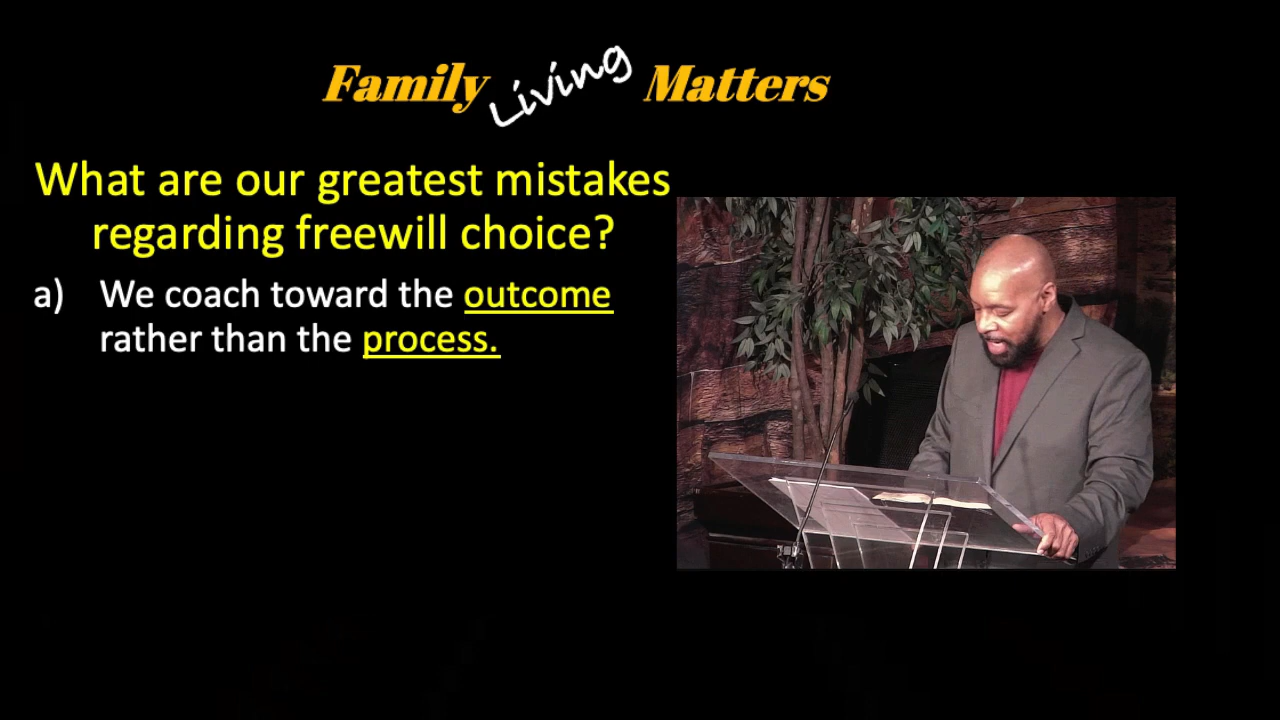 Family Living Matters
What are our greatest mistakes
regarding freewill choice?
a) We coach toward the outcome
rather than the process.